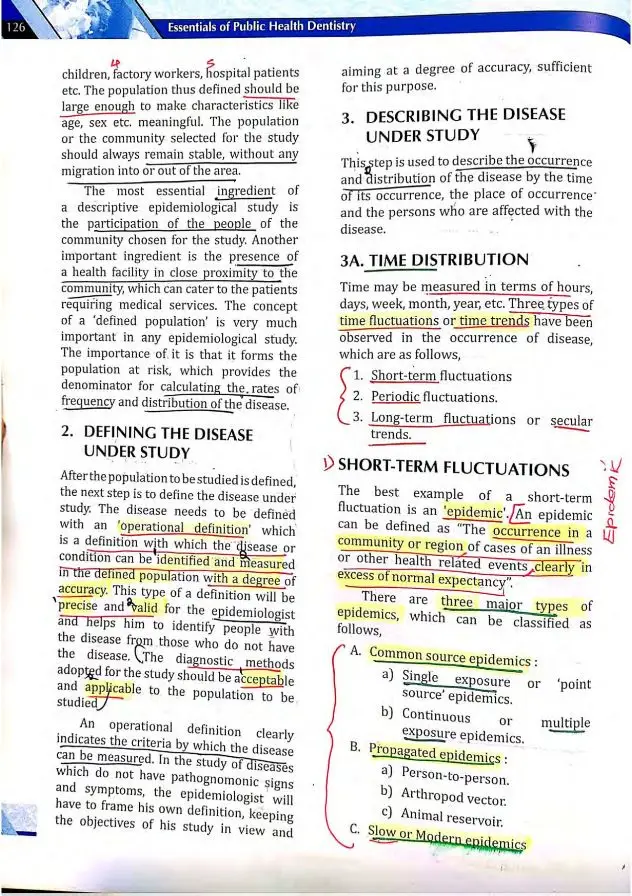 126
Essentials of Public Health Dentistry
4 5
children, factory workers, hospital patients
etc. The population thus defined should be
large enough to make characteristics like
age, sex etc. meaningful. The population
or the community selected for the study
should always remain stable, without any
migration into or out of the area.
The most essential ingredient of
a descriptive epidemiological study is
the participation of the people of the
community chosen for the study. Another
important ingredient is the presence of
a health facility in close proximity to the
community, which can cater to the patients
requiring medical services. The concept
of a 'defined population' is very much
important in any epidemiological study.
The importance of it is that it forms the
population at risk, which provides the
denominator for calculating the rates of
frequency and distribution of the disease.
2. DEFINING THE DISEASE
UNDER STUDY
After the population to be studied is defined,
the next step is to define the disease under
study. The disease needs to be defined
with an 'operational definition' which
is a definition with which the disease or
condition can be identified and measured
in the defined population with a degree of
accuracy. This type of a definition will be
precise and valid for the epidemiologist
and helps him to identify people with
the disease from those who do not have
the disease. The diagnostic methods
adopted for the study should be acceptable
and applicable to the population to be
studied
An operational definition clearly
indicates the criteria by which the disease
can be measured. In the study of diseases
which do not have pathognomonic signs
and symptoms, the epidemiologist will
have to frame his own definition, keeping
the objectives of his study in view and
aiming at a degree of accuracy, sufficient
for this purpose.
3. DESCRIBING THE DISEASE
UNDER STUDY
This step is used to describe the occurrence
and distribution of the disease by the time
of its occurrence, the place of occurrence
and the persons who are affected with the
disease.
3A. TIME DISTRIBUTION
Time may be measured in terms of hours,
days, week, month, year, etc. Three types of
time fluctuations or time trends have been
observed in the occurrence of disease,
which are as follows,
1. Short-term fluctuations
2. Periodic fluctuations.
3. Long-term fluctuations or secular
trends.
1) SHORT-TERM FLUCTUATIONS
The best example of a short-term
fluctuation is an 'epidemic'. An epidemic
can be defined as "The occurrence in a
community or region of cases of an illness
or other health related events clearly in
excess of normal expectancy".
There are three major types of
epidemics, which can be classified as
follows,
A. Common source epidemics :
a) Single exposure or 'point
source' epidemics.
b) Continuous or multiple
exposure epidemics.
B. Propagated epidemics :
a) Person-to-person.
b) Arthropod vector.
c) Animal reservoir.
C. Slow or Modern epidemics
Epidemic